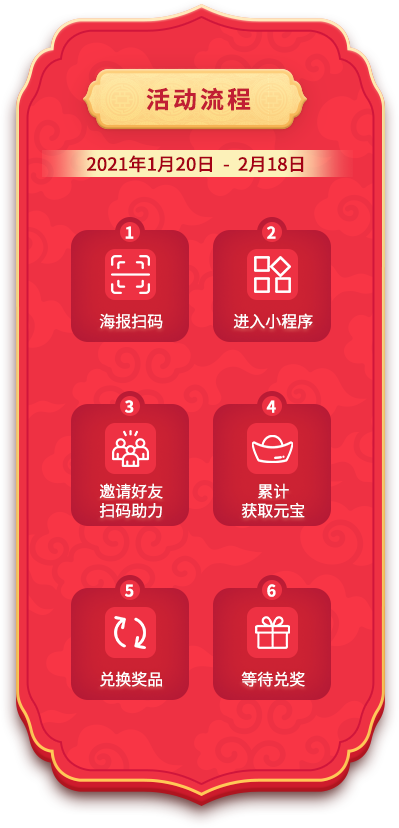 活动流程
2021年1月20日 - 2月18日
1
海报扫码
2
进入小程序
3
邀请好友
扫码助力
4
累计
获取元宝
5
兑换奖品
6
等待兑奖